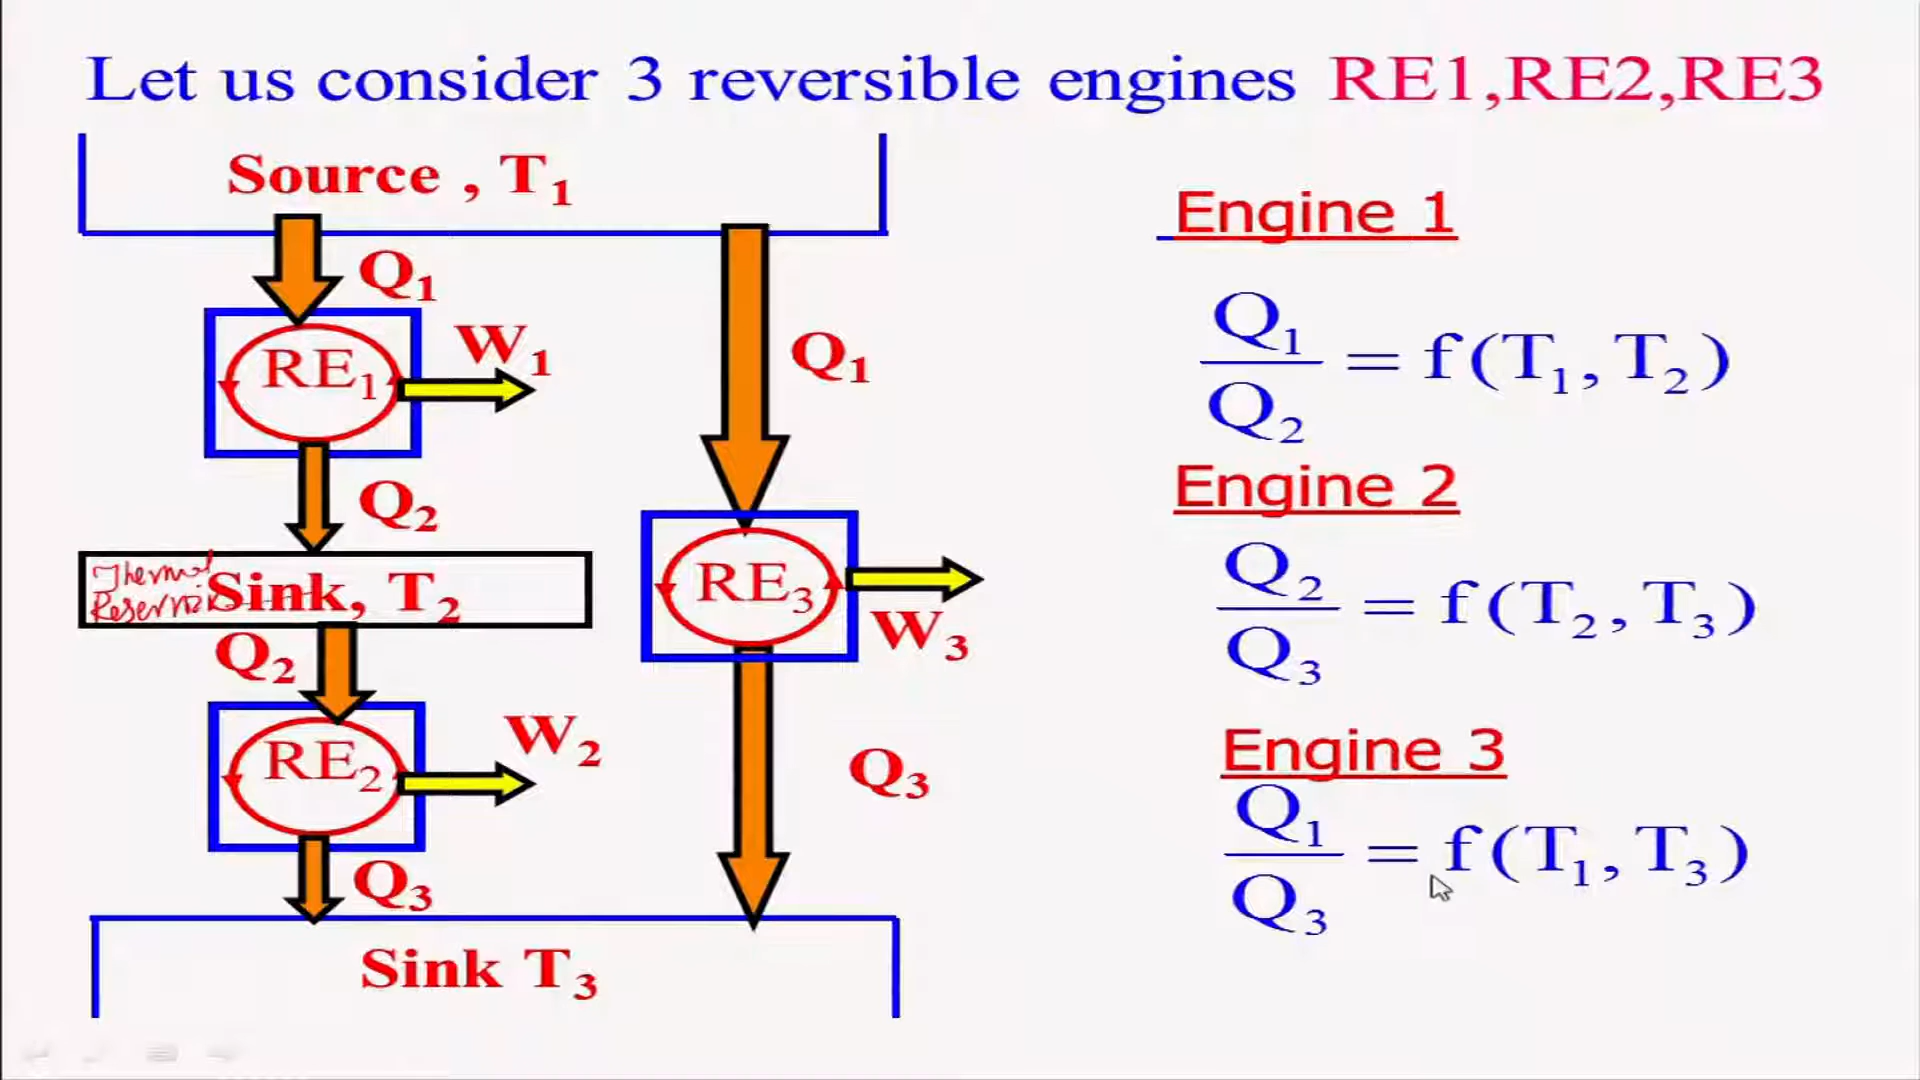 Let us consider 3 reversible engines RE1,RE2,RE3
Source , T₁
Q₁
RE₁
W₁
Q₂
Thermal
Reservoir
Sink, T₂
Q₂
RE₂
W₂
Q₃
Sink T₃
Q₁
RE₃
W₃
Q₃
Engine 1
Q₁/Q₂ = f(T₁, T₂)
Engine 2
Q₂/Q₃ = f(T₂, T₃)
Engine 3
Q₁/Q₃ = f(T₁, T₃)